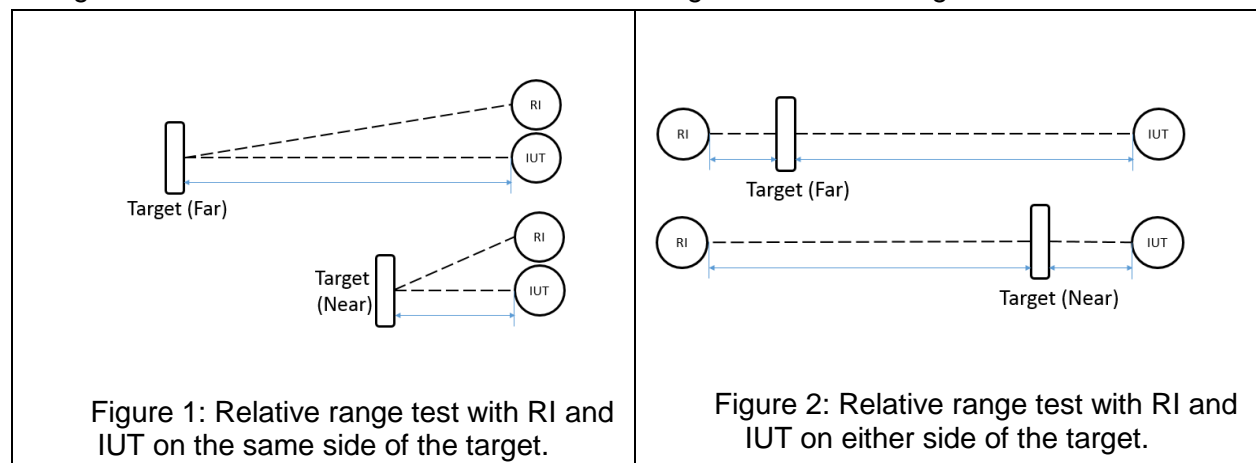 RI
IUT
Target (Far)
RI
Target
(Near)
IUT
Figure 1: Relative range test with RI and
IUT on the same side of the target.
RI
IUT
Target (Far)
RI
IUT
Target (Near)
Figure 2: Relative range test with RI and
IUT on either side of the target.